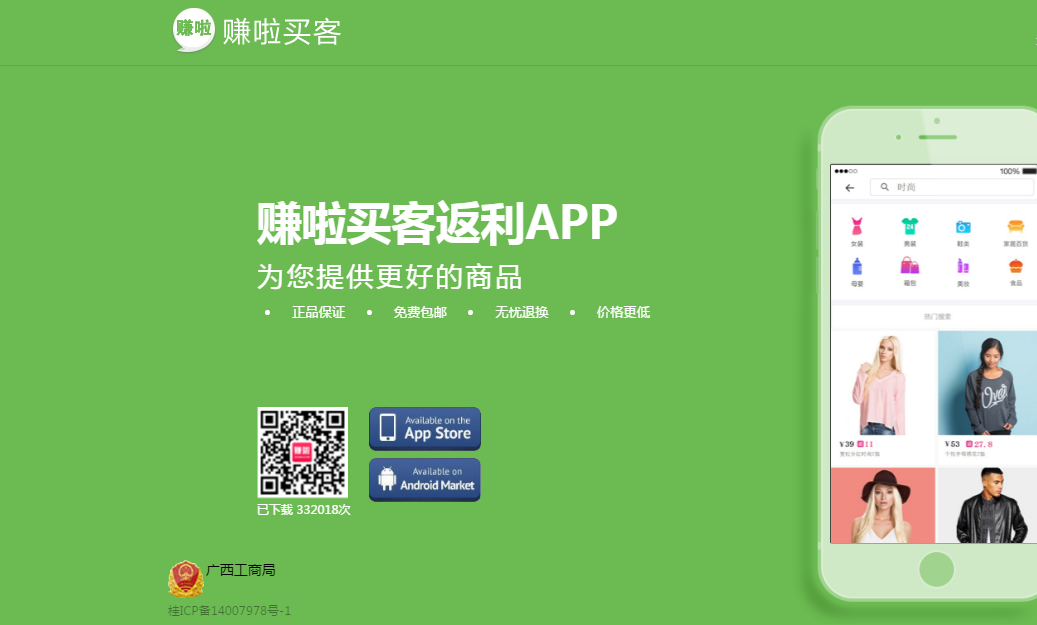 赚啦
赚啦买客
赚啦买客返利APP
为您提供更好的商品
正品保证
免费包邮
无忧退换
价格更低
Available on the
App Store
Available on
Android Market
已下载 332018次
广西工商局
桂ICP备14007978号-1
100%
时尚
女装
男装
鞋类
家居百货
母婴
箱包
美妆
食品
热门搜索
¥39
11
¥53
27.8